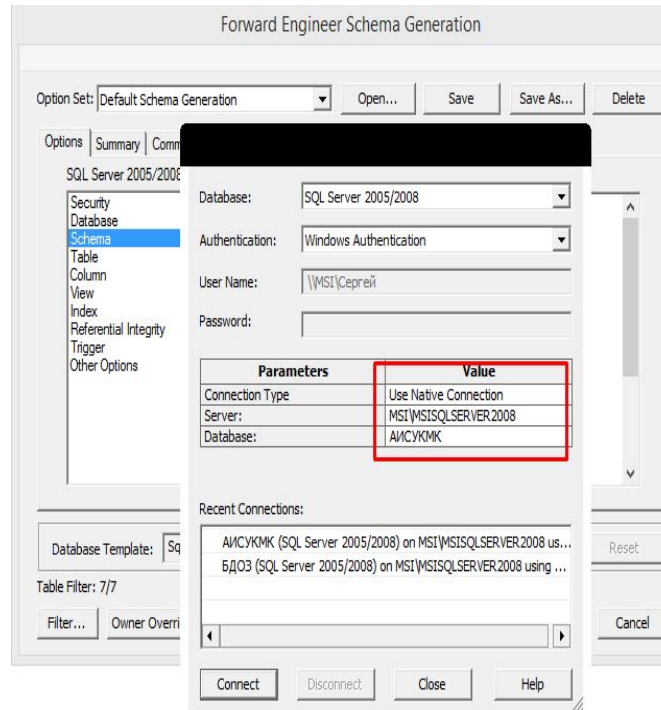 Forward Engineer Schema Generation
Option Set: Default Schema Generation Open... Save Save As... Delete
Options Summary Comm
SQL Server 2005/2008
Security
Database
Schema
Table
Column
View
Index
Referential Integrity
Trigger
Other Options
Database: SQL Server 2005/2008
Authentication: Windows Authentication
User Name: \\MSI\Сергей
Password:
Parameters Value
Connection Type Use Native Connection
Server: MSI\MSISQLSERVER2008
Database: АИСУКМК
Recent Connections:
АИСУКМК (SQL Server 2005/2008) on MSI\MSISQLSERVER2008 us...
БДОЗ (SQL Server 2005/2008) on MSI\MSISQLSERVER2008 using ...
Connect Disconnect Close Help
Database Template: Sq Reset
Table Filter: 7/7
Filter... Owner Overri Cancel